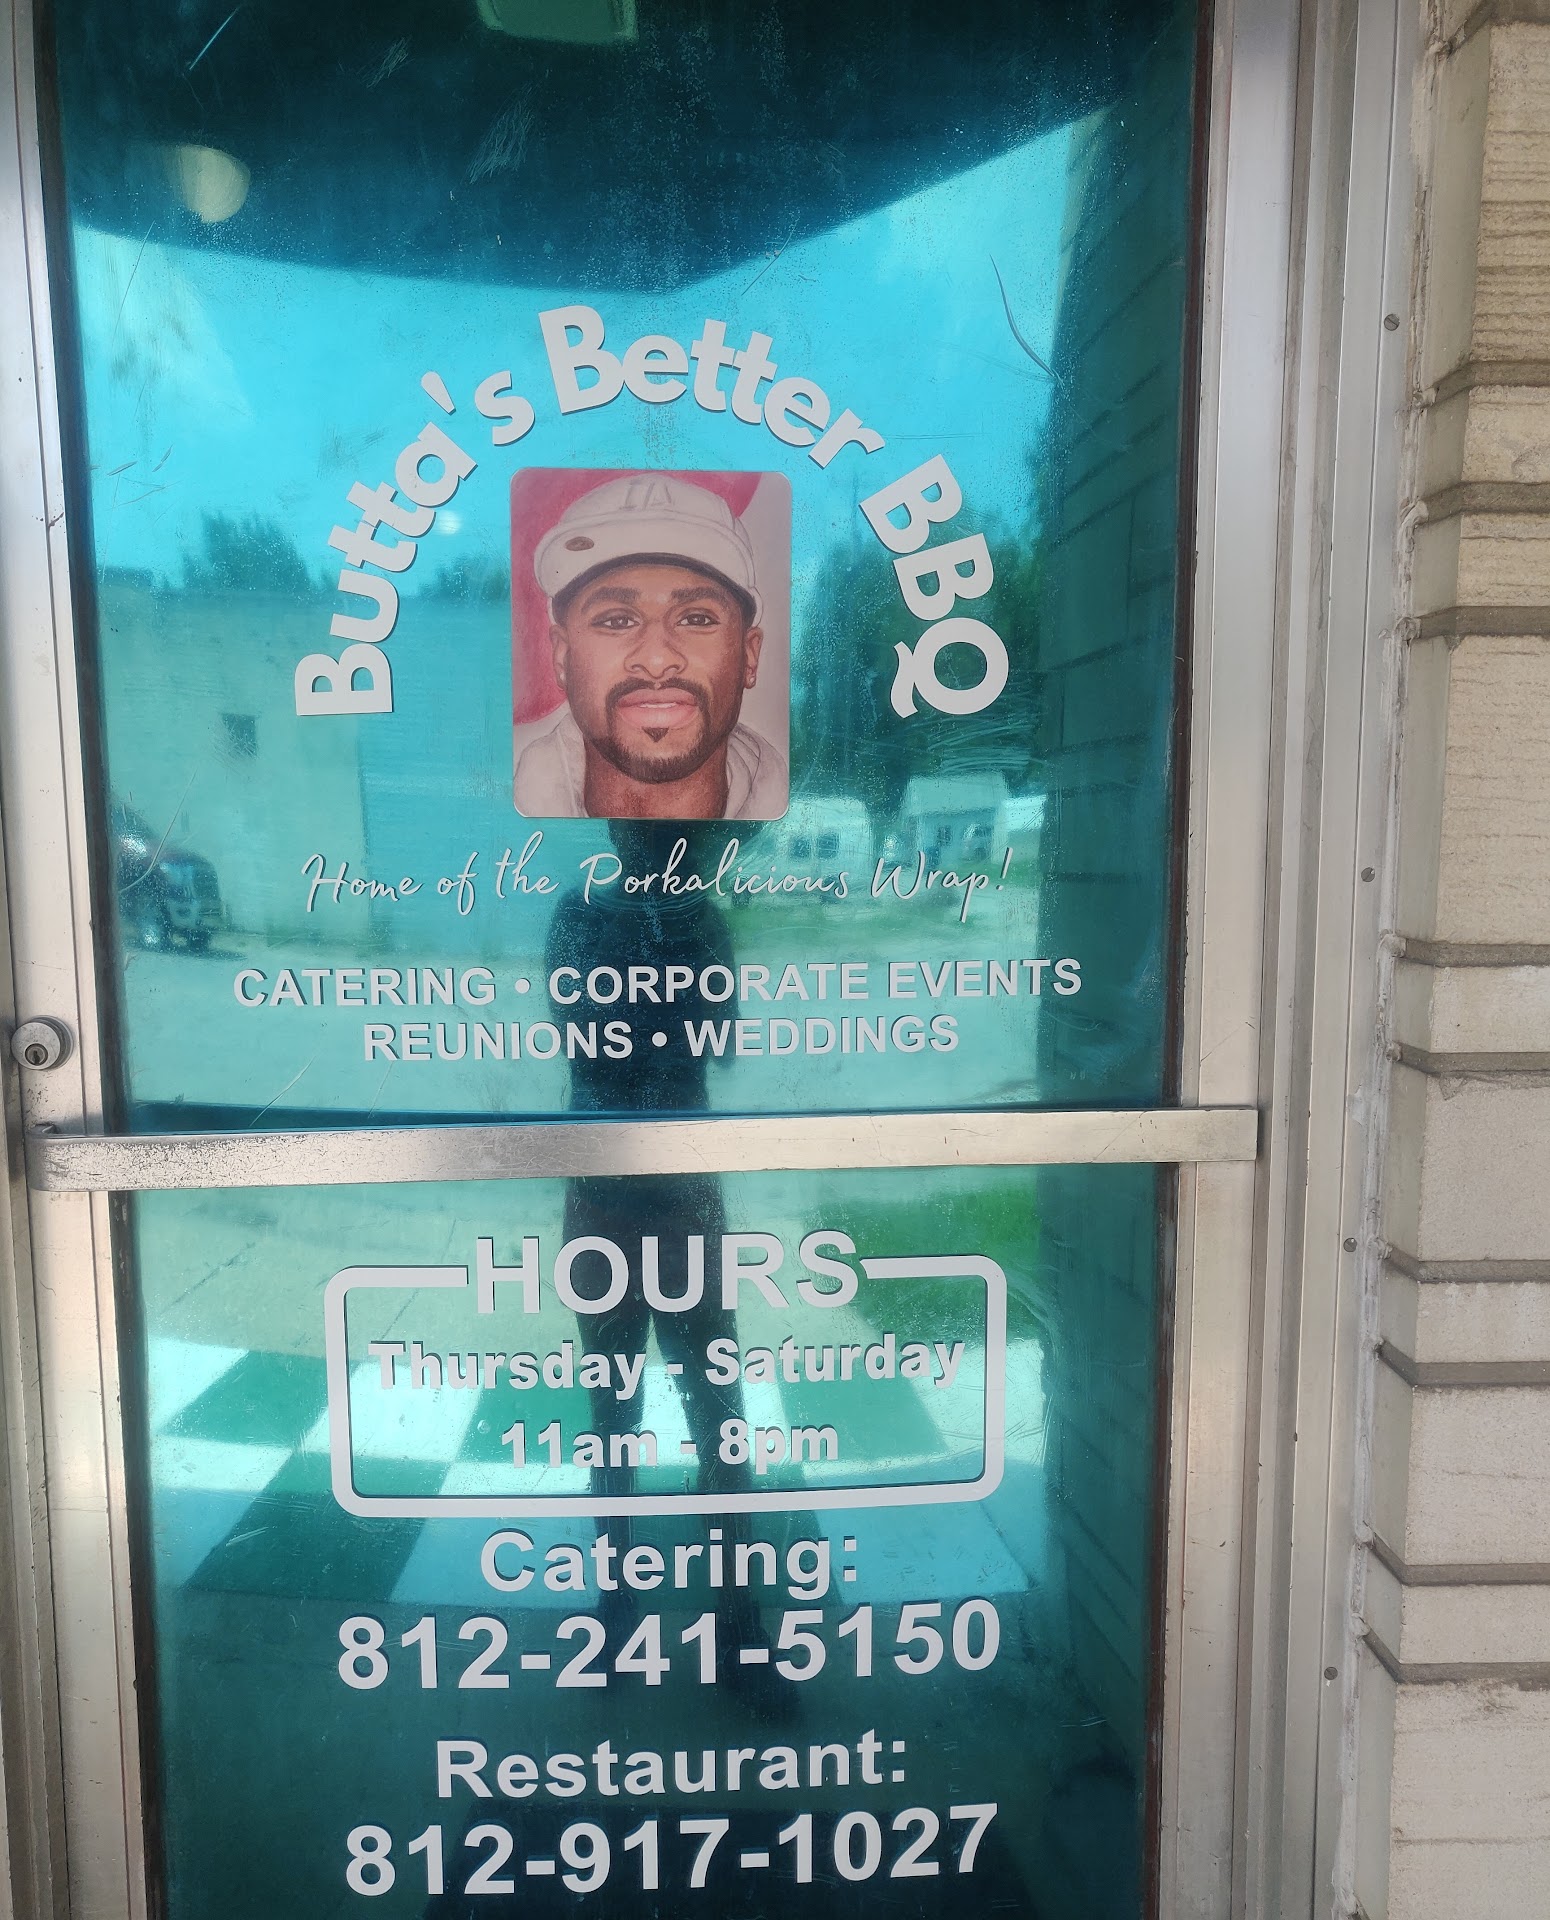 Butta's Better BBQ
Home of the Porkalicious Wrap!
CATERING • CORPORATE EVENTS
REUNIONS • WEDDINGS
HOURS
Thursday - Saturday
11am - 8pm
Catering:
812-241-5150
Restaurant:
812-917-1027